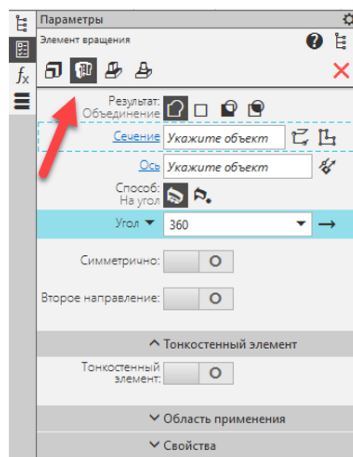 Параметры
Элемент вращения
?
fx
Результат:
Объединение
Сечение Укажите объект
Ось Укажите объект
Способ:
На угол
Угол 360
Симметрично:
Второе направление:
Тонкостенный элемент
Тонкостенный
элемент:
Область применения
Свойства